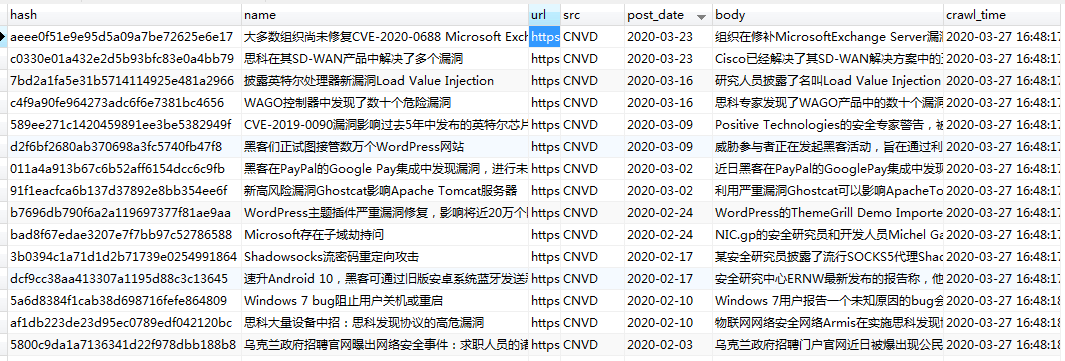 hash name url src post_date body crawl_time
aeee0f51e9e95d5a09a7be72625e6e17 大多数组织尚未修复CVE-2020-0688 Microsoft Exch https CNVD 2020-03-23 组织在修补MicrosoftExchange Server漏 2020-03-27 16:48:17
c0330e01a432e2d5b93bfc83e0a4bb79 思科在其SD-WAN产品中解决了多个漏洞 https CNVD 2020-03-23 Cisco已经解决了其SD-WAN解决方案中的 2020-03-27 16:48:17
7bd2a1fa5e31b5714114925e481a2966 披露英特尔处理器新漏洞Load Value Injection https CNVD 2020-03-16 研究人员披露了名叫Load Value Injection 2020-03-27 16:48:17
c4f9a90fe964273adc6f6e7381bc4656 WAGO控制器中发现了数十个危险漏洞 https CNVD 2020-03-16 思科专家发现了WAGO产品中的数十个漏 2020-03-27 16:48:17
589ee271c1420459891ee3be5382949f CVE-2019-0090漏洞影响过去5年中发布的英特尔芯片 https CNVD 2020-03-09 Positive Technologies的安全专家警告， 2020-03-27 16:48:17
d2f6bf2680ab370698a3fc5740fb47f8 黑客们正试图接管数万个WordPress网站 https CNVD 2020-03-09 威胁参与者正在发起黑客活动，旨在通过利 2020-03-27 16:48:17
011a4a913b67c6b52aff6154dcc6c9fb 黑客在PayPal的Google Pay集成中发现漏洞，进行未 https CNVD 2020-03-02 近日黑客在PayPal的GooglePay集成中发现 2020-03-27 16:48:17
91f1eacfca6b137d37892e8bb354ee6f 新高风险漏洞Ghostcat影响Apache Tomcat服务器 https CNVD 2020-03-02 利用严重漏洞Ghostcat可以影响ApacheTo 2020-03-27 16:48:17
b7696db790f6a2a119697377f81ae9aa WordPress主题插件严重漏洞修复，影响将近20万个 https CNVD 2020-02-24 WordPress的ThemeGrill Demo Importe 2020-03-27 16:48:17
bad8f67edae3207e7f7bb97c52786588 Microsoft存在子域劫持问 https CNVD 2020-02-24 NIC.gp的安全研究员和开发人员Michel Ga 2020-03-27 16:48:17
3b0394c1a71d1d2b71739e0254991864 Shadowsocks流密码重定向攻击 https CNVD 2020-02-17 某安全研究员发现了流行SOCKS5代理Shad 2020-03-27 16:48:17
dcf9cc38aa413307a1195d88c3c13645 速升Android 10，黑客可通过旧版安卓系统蓝牙发送 https CNVD 2020-02-17 安全研究中心ERNW最新发布的报告称，他 2020-03-27 16:48:18
5a6d8384f1cab38d698716fefe864809 Windows 7 bug阻止用户关机或重启 https CNVD 2020-02-10 Windows 7用户报告一个未知原因的bug会 2020-03-27 16:48:18
af1db223de23d95ec0789edf042120bc 思科大量设备中招：思科发现协议的高危漏洞 https CNVD 2020-02-10 物联网网络安全网络Armis在实施思科发现 2020-03-27 16:48:18
5800c9da1a7136341d22f978dbb188b8 乌克兰政府招聘官网曝出网络安全事件：求职人员的 https CNVD 2020-02-03 乌克兰政府招聘门户官网近日被爆出现公民 2020-03-27 16:48:18